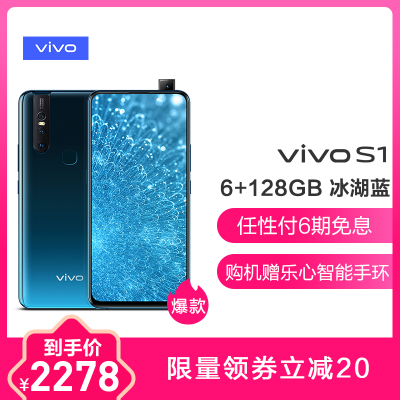 vivo
vivo S1
6+128GB 冰湖蓝
任性付6期免息
购机赠乐心智能手环
vivo
爆款
到手价
¥2278
限量领券立减20